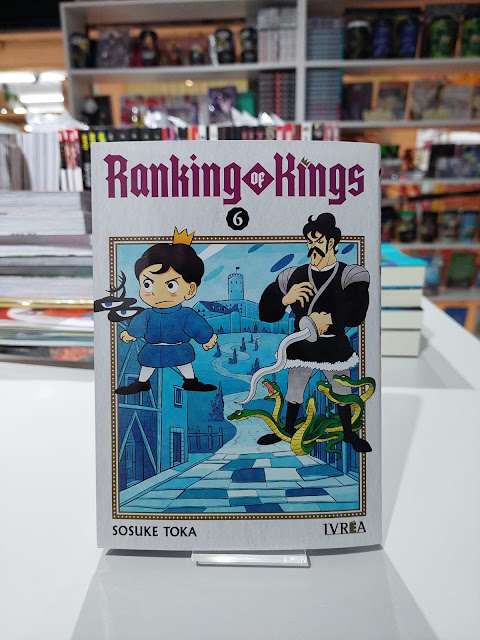 Ranking OF Kings
6
SOSUKE TOKA
IVREA